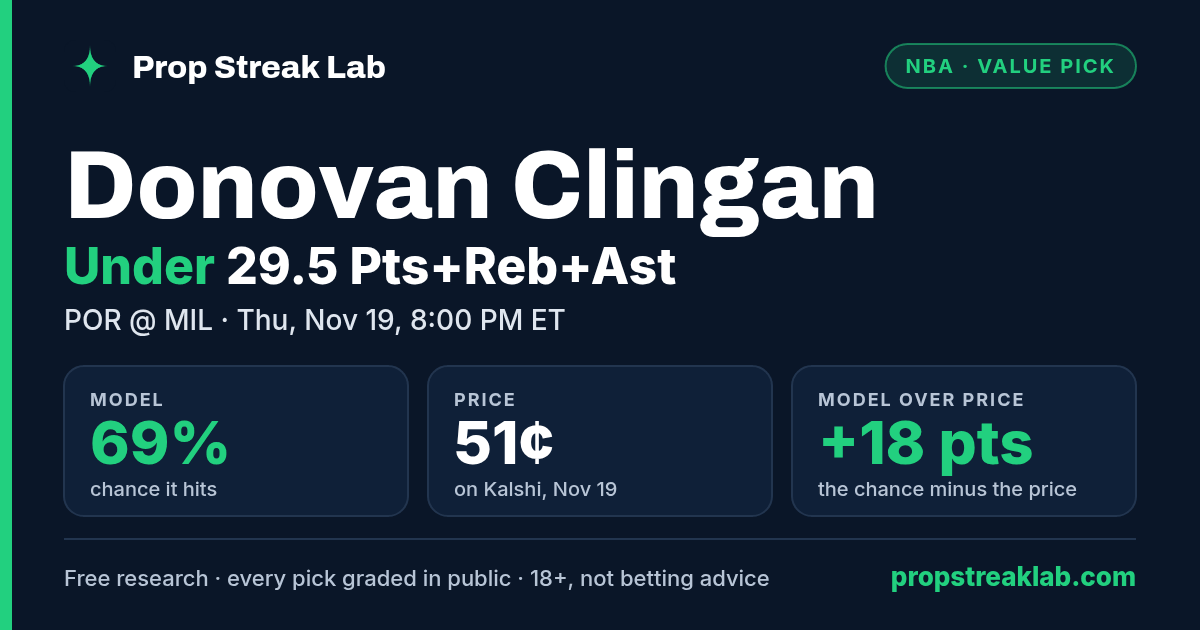 Prop Streak Lab
NBA · VALUE PICK
Donovan Clingan
Under 29.5 Pts+Reb+Ast
POR @ MIL · Thu, Nov 19, 8:00 PM ET
MODEL
69%
chance it hits
PRICE
51¢
on Kalshi, Nov 19
MODEL OVER PRICE
+18 pts
the chance minus the price
Free research · every pick graded in public · 18+, not betting advice
propstreaklab.com